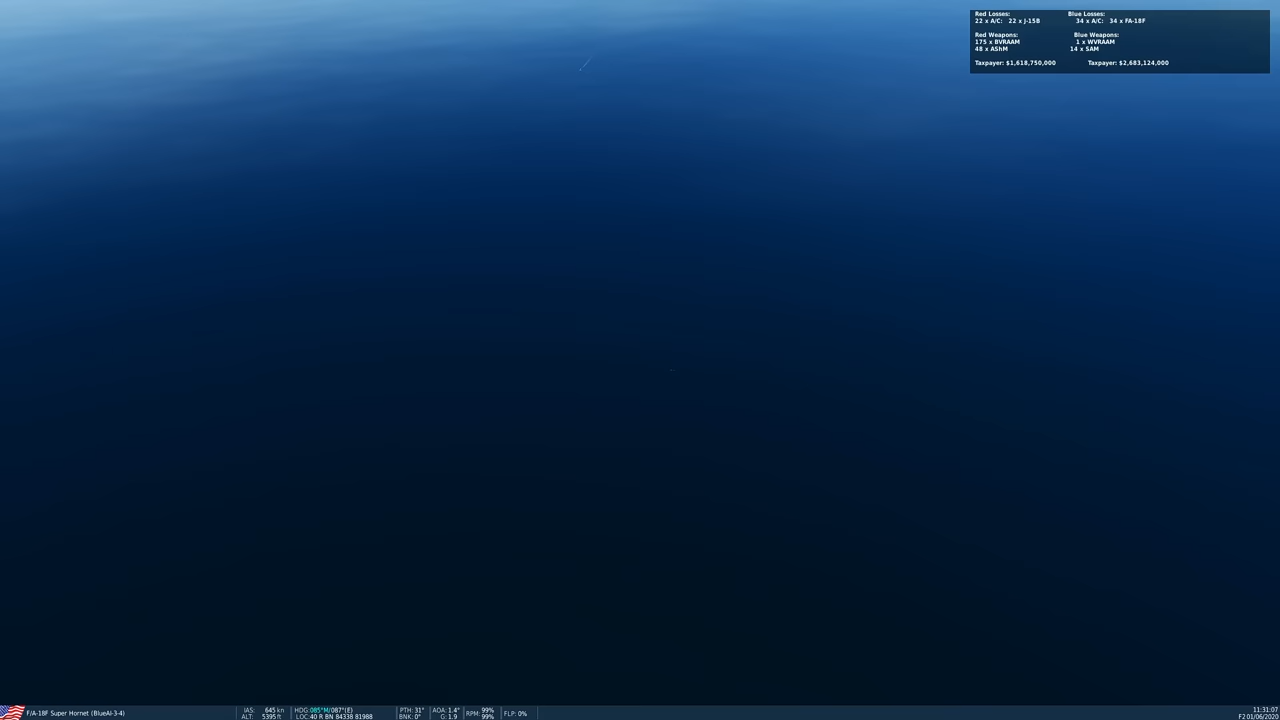 Red Losses: Blue Losses:
22 x A/C: 22 x J-15B 34 x A/C: 34 x FA-18F
Red Weapons: Blue Weapons:
175 x BVRAAM 1 x WVRAAM
48 x AShM 14 x SAM
Taxpayer: $1,618,750,000 Taxpayer: $2,683,124,000
F/A-18F Super Hornet (BlueAI-3-4)
IAS: 645 kn HDG:085°M/087°(E) PTH: 31° AOA: 1.4° RPM: 99% FLP: 0% 11:31:07
ALT: 5395 ft LOC:40 R BN 84338 81988 BNK: 0° G: 1.9 99% F2 01/06/2020